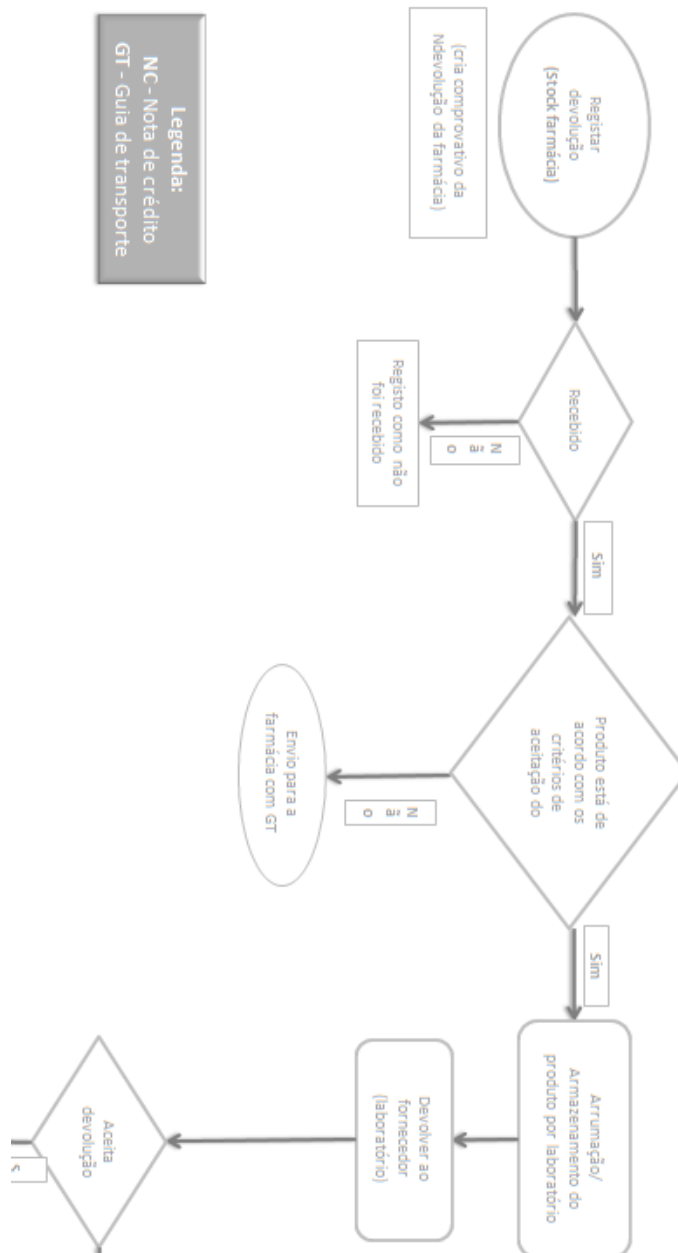 Registar
devolução
(Stock farmácia)
(cria comprovativo da
Ndevolução da farmácia)
Recebido
N
ã
o
Registo como não
foi recebido
Sim
Produto está de
acordo com os
critérios de
aceitação do
N
ã
o
Envio para a
farmácia com GT
Sim
Arrumação/
Armazenamento do
produto por laboratório
Devolver ao
fornecedor
(laboratório)
Aceita
devolução
Legenda:
NC - Nota de crédito
GT - Guia de transporte